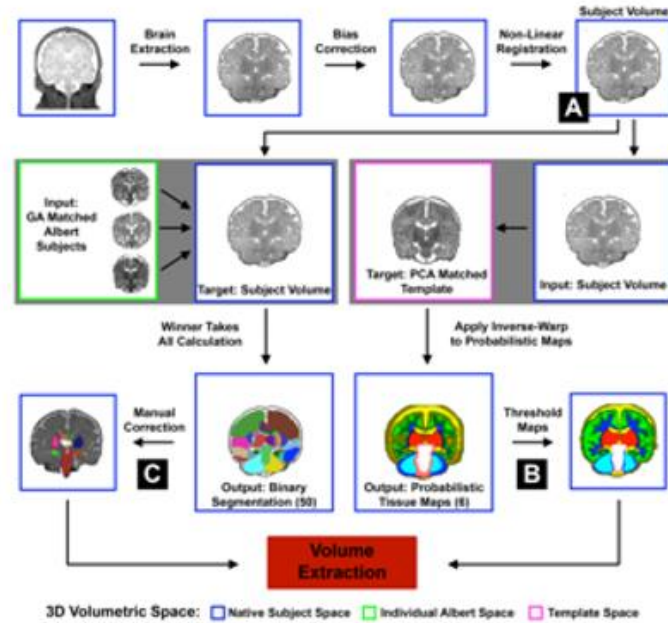 Subject Volume
Brain
Extraction
Bias
Correction
Non-Linear
Registration
A
Input:
GA Matched
Albert
Subjects
Target: Subject Volume
Target: PCA Matched
Template
Input: Subject Volume
Winner Takes
All Calculation
Apply Inverse-Warp
to Probabilistic Maps
Manual
Correction
C
Output: Binary
Segmentation (50)
Output: Probabilistic
Tissue Maps (6)
Threshold
Maps
B
Volume
Extraction
3D Volumetric Space: Native Subject Space Individual Albert Space Template Space